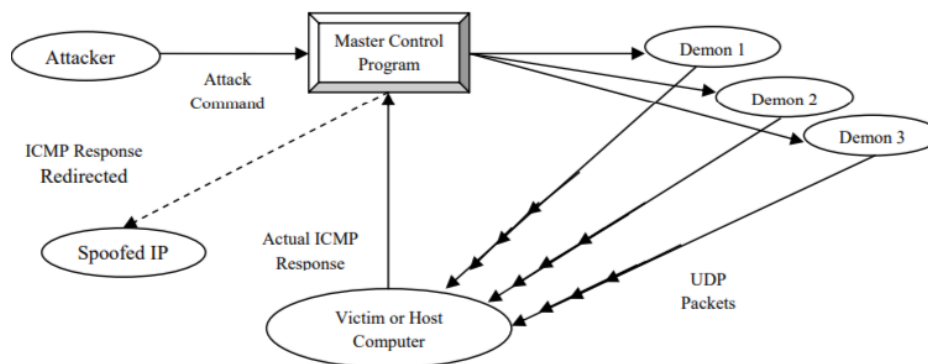 Attacker
Attack
Command
Master Control
Program
Demon 1
Demon 2
Demon 3
ICMP Response
Redirected
Spoofed IP
Actual ICMP
Response
UDP
Packets
Victim or Host
Computer